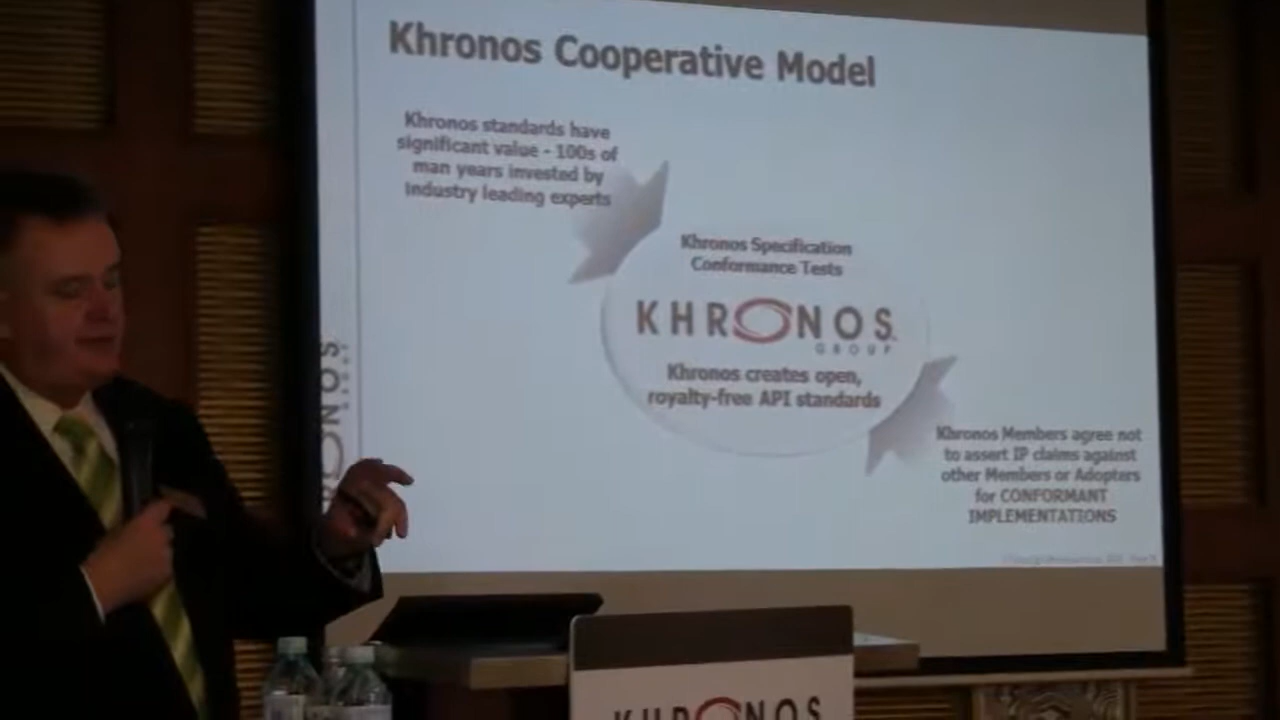 Khronos Cooperative Model
Khronos standards have
significant value - 100s of
man years invested by
industry leading experts
Khronos Specification
Conformance Tests
KHRONOS
GROUP
Khronos creates open,
royalty-free API standards
Khronos Members agree not
to assert IP claims against
other Members or Adopters
for CONFORMANT
IMPLEMENTATIONS
KHRONOS